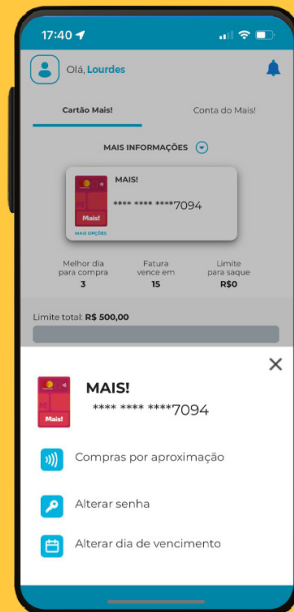 17:40
Olá, Lourdes
Cartão Mais!
Conta do Mais!
MAIS INFORMAÇÕES
MAIS!
**** **** ****7094
Mais!
MAIS OPÇÕES
Melhor dia
para compra
3
Fatura
vence em
15
Limite
para saque
R$0
Limite total: R$ 500,00
MAIS!
**** **** ****7094
Mais!
Compras por aproximação
Alterar senha
Alterar dia de vencimento